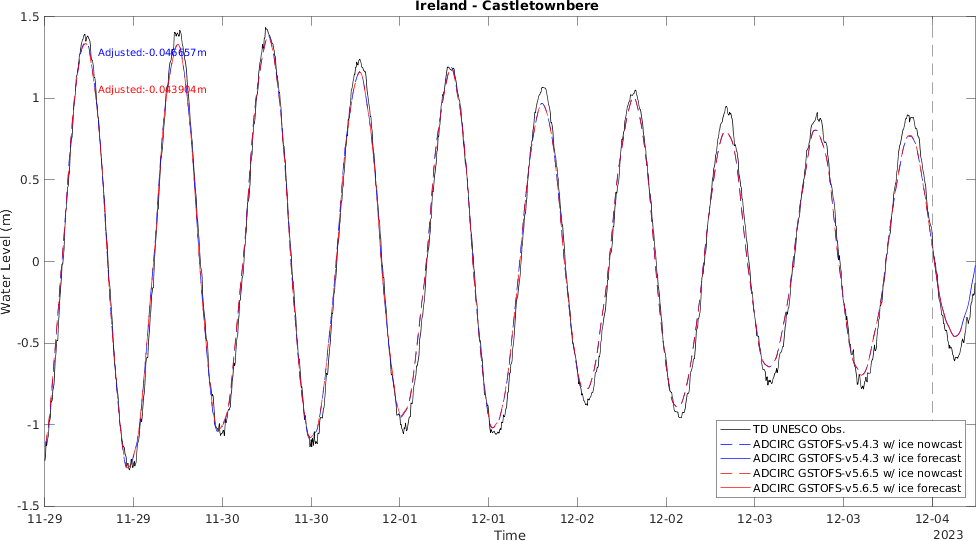 Ireland - Castletownbere
1.5
Adjusted:-0.046657m
Adjusted:-0.043904m
1
0.5
0
-0.5
-1
-1.5
Water Level (m)
TD UNESCO Obs.
ADCIRC GSTOFS-v5.4.3 w/ ice nowcast
ADCIRC GSTOFS-v5.4.3 w/ ice forecast
ADCIRC GSTOFS-v5.6.5 w/ ice nowcast
ADCIRC GSTOFS-v5.6.5 w/ ice forecast
11-29 11-29 11-30 11-30 12-01 12-01 12-02 12-02 12-03 12-03 12-04
2023
Time